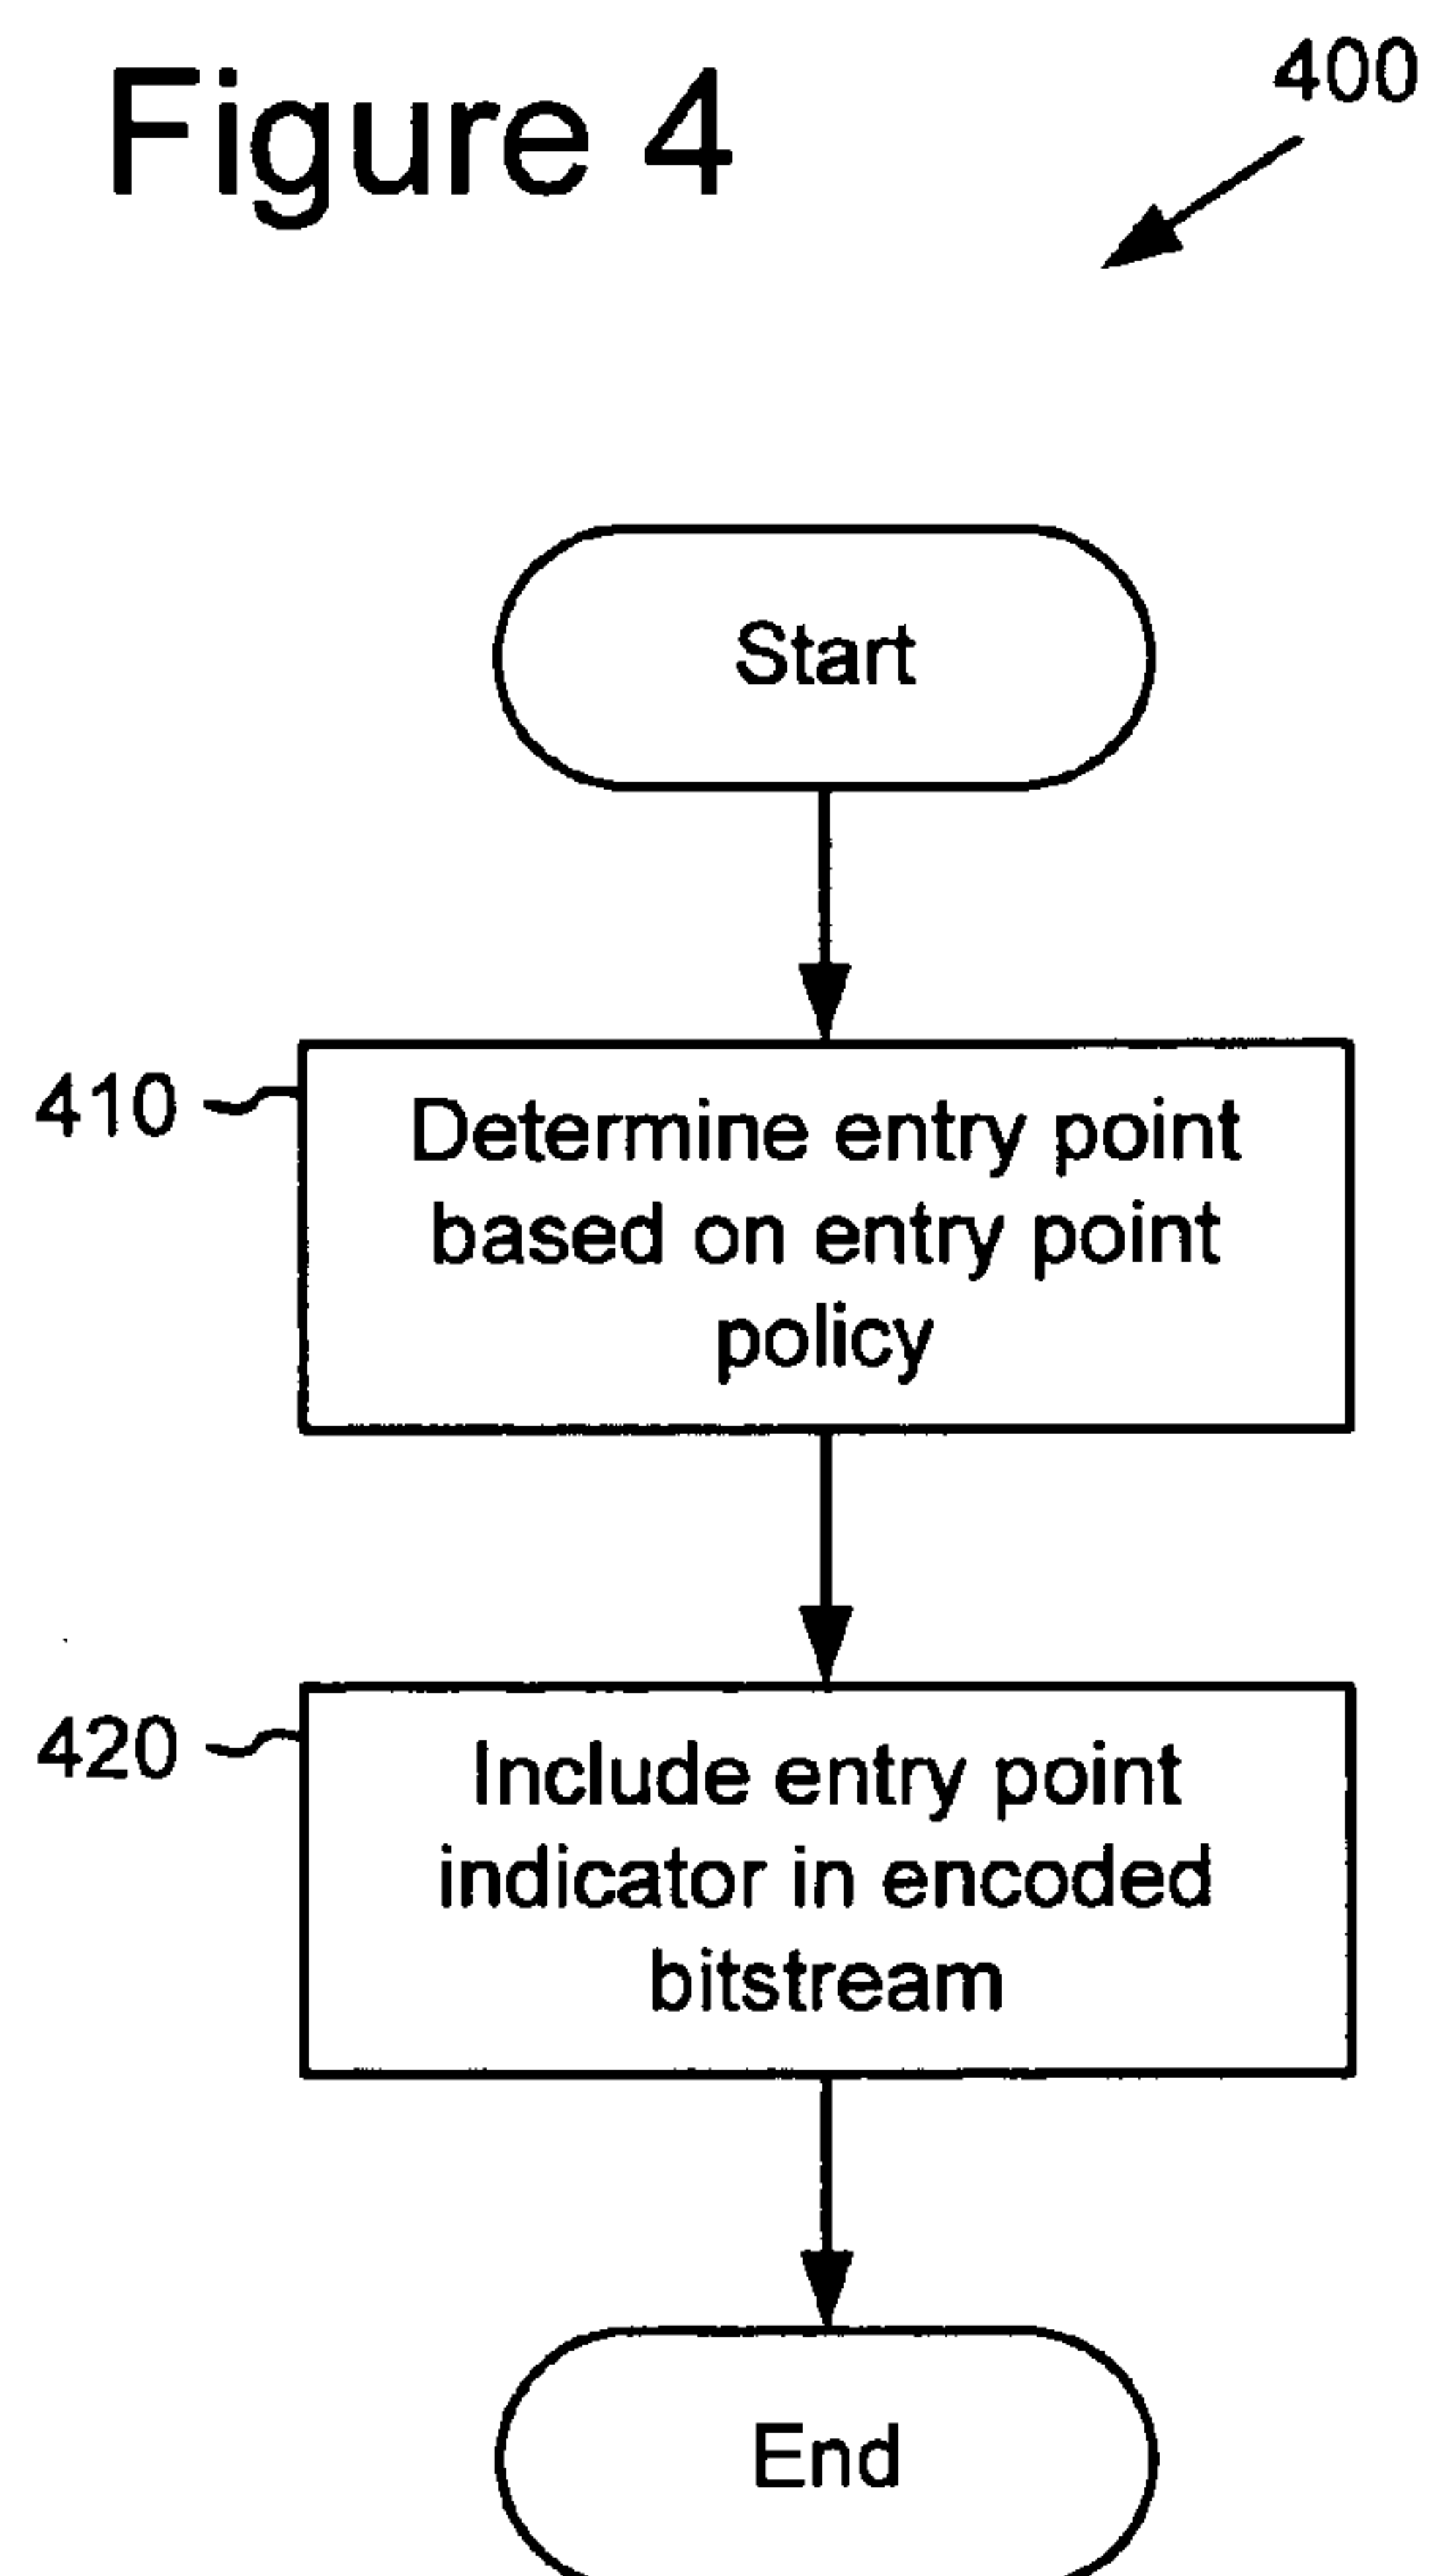 Figure 4
400
Start
410
Determine entry point
based on entry point
policy
420
Include entry point
indicator in encoded
bitstream
End